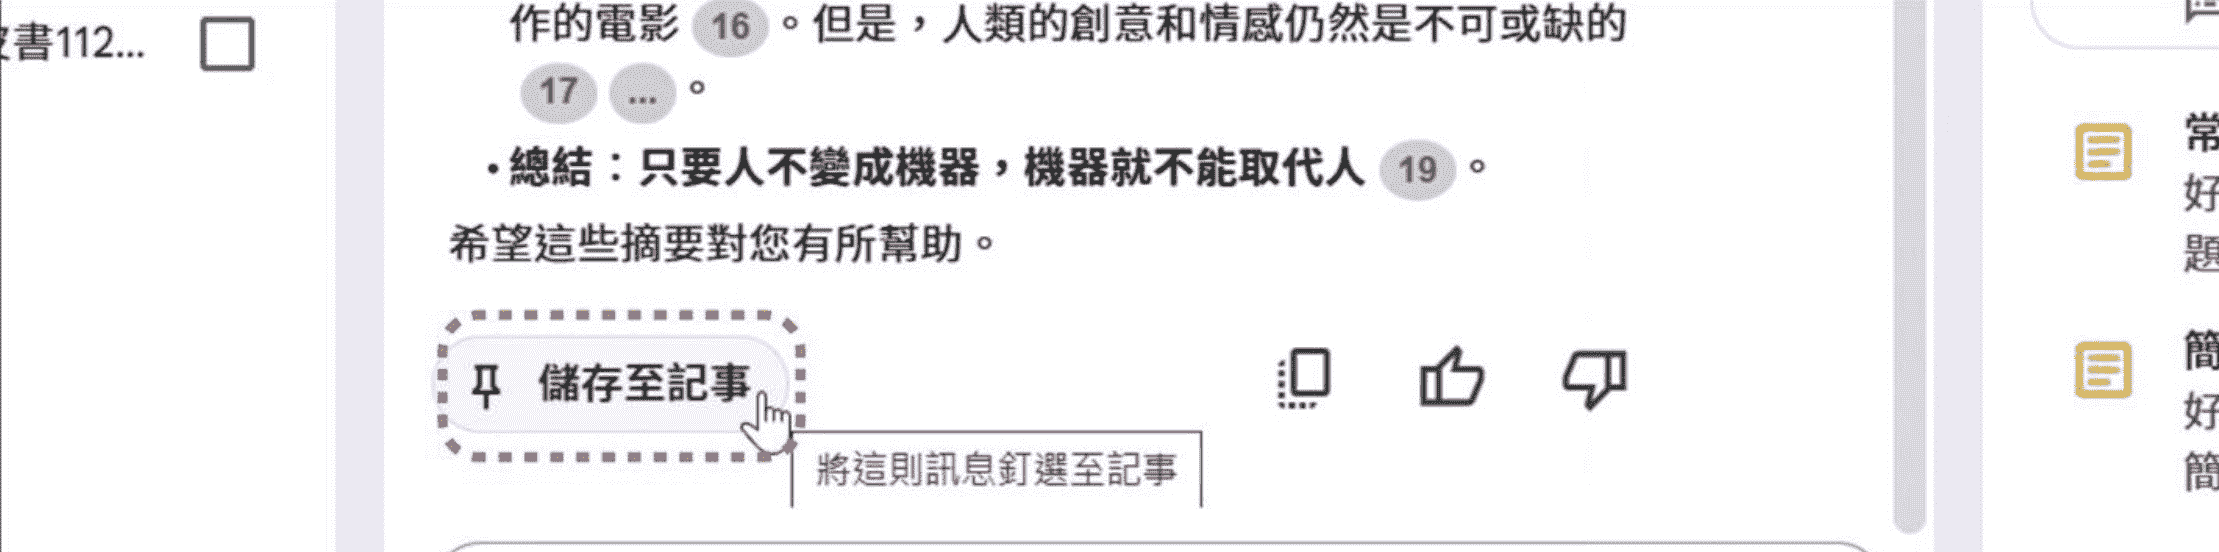 書112...
作的電影 16 。但是，人類的創意和情感仍然是不可或缺的
17 ... 。
•總結：只要人不變成機器，機器就不能取代人 19 。
希望這些摘要對您有所幫助。
儲存至記事
將這則訊息釘選至記事
常
好
題
簡
好
簡